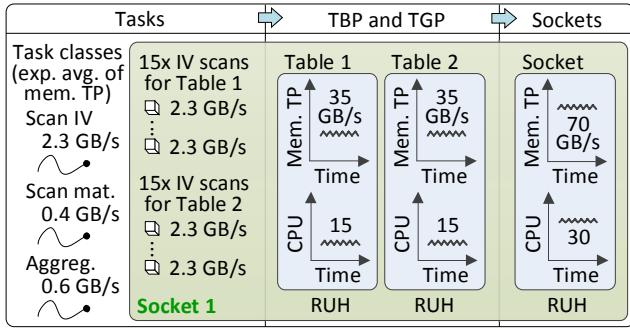 Tasks
TBP and TGP
Sockets
Task classes
(exp. avg. of
mem. TP)
Scan IV
2.3 GB/s
Scan mat.
0.4 GB/s
Aggreg.
0.6 GB/s
15x IV scans
for Table 1
2.3 GB/s
2.3 GB/s
15x IV scans
for Table 2
2.3 GB/s
2.3 GB/s
Socket 1
Table 1
Mem. TP
35
GB/s
Time
CPU
15
Time
RUH
Table 2
Mem. TP
35
GB/s
Time
CPU
15
Time
RUH
Socket
Mem. TP
70
GB/s
Time
CPU
30
Time
RUH